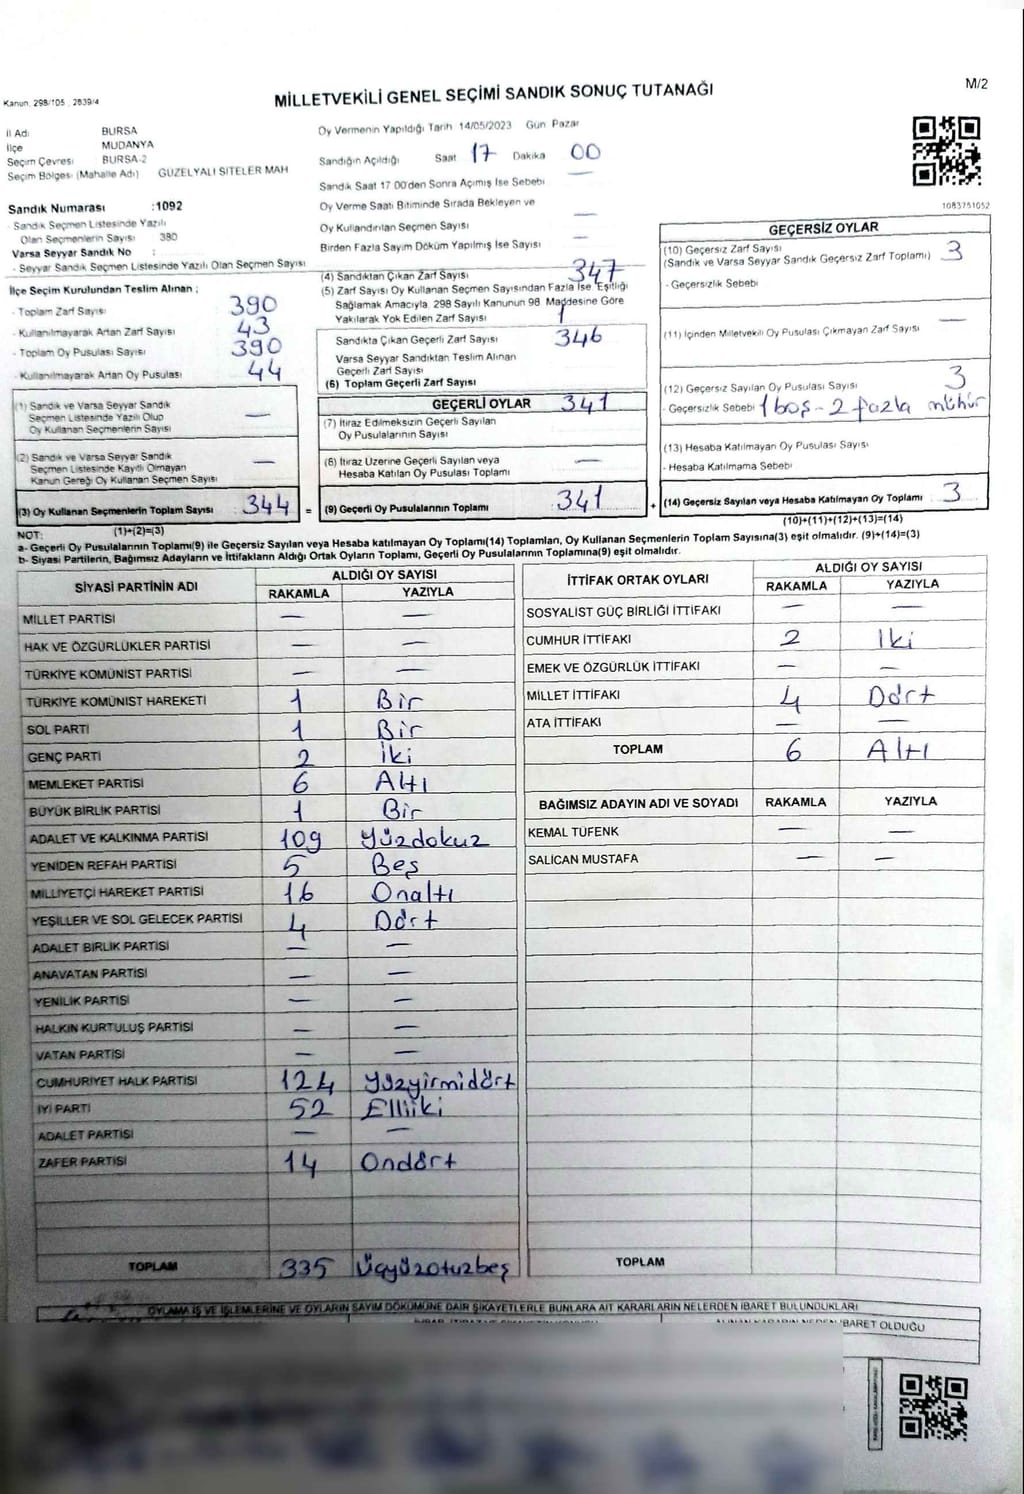 M/2
Kanun, 298/105 , 2839/4
MİLLETVEKİLİ GENEL SEÇİMİ SANDIK SONUÇ TUTANAĞI
İl Adı BURSA
İlçe MUDANYA
Seçim Çevresi BURSA-2
Seçim Bölgesi (Mahalle Adı) GÜZELYALI SİTELER MAH
Sandık Numarası :1092
- Sandık Seçmen Listesinde Yazılı
Olan Seçmenlerin Sayısı 380
Varsa Seyyar Sandık No :
- Seyyar Sandık Seçmen Listesinde Yazılı Olan Seçmen Sayısı
İlçe Seçim Kurulundan Teslim Alınan ;
- Toplam Zarf Sayısı 390
- Kullanılmayarak Artan Zarf Sayısı 43
- Toplam Oy Pusulası Sayısı 390
- Kullanılmayarak Artan Oy Pusulası 44
(1) Sandık ve Varsa Seyyar Sandık
Seçmen Listesinde Yazılı Olup
Oy Kullanan Seçmenlerin Sayısı —
(2) Sandık ve Varsa Seyyar Sandık
Seçmen Listesinde Kayıtlı Olmayan
Kanun Gereği Oy Kullanan Seçmen Sayısı —
(3) Oy Kullanan Seçmenlerin Toplam Sayısı 344 =
(1)+(2)=(3)
Oy Vermenin Yapıldığı Tarih 14/05/2023 Gün Pazar
Sandığın Açıldığı Saat 17 Dakika 00
Sandık Saat 17 00'den Sonra Açımış İse Sebebi —
Oy Verme Saati Bitiminde Sırada Bekleyen ve
Oy Kullandırılan Seçmen Sayısı —
Birden Fazla Sayım Döküm Yapılmış İse Sayısı —
(4) Sandıktan Çıkan Zarf Sayısı 347
(5) Zarf Sayısı Oy Kullanan Seçmen Sayısından Fazla İse Eşitliği
Sağlamak Amacıyla, 298 Sayılı Kanunun 98. Maddesine Göre
Yakılarak Yok Edilen Zarf Sayısı 1
Sandıkta Çıkan Geçerli Zarf Sayısı 346
Varsa Seyyar Sandıktan Teslim Alınan
Geçerli Zarf Sayısı
(6) Toplam Geçerli Zarf Sayısı
GEÇERLİ OYLAR 341
(7) İtiraz Edilmeksizin Geçerli Sayılan
Oy Pusulalarının Sayısı
(8) İtiraz Üzerine Geçerli Sayılan veya
Hesaba Katılan Oy Pusulası Toplamı —
(9) Geçerli Oy Pusulalarının Toplamı 341 +
1083751052
GEÇERSİZ OYLAR
(10) Geçersiz Zarf Sayısı 3
(Sandık ve Varsa Seyyar Sandık Geçersiz Zarf Toplamı)
- Geçersizlik Sebebi
(11) İçinden Milletvekili Oy Pusulası Çıkmayan Zarf Sayısı —
(12) Geçersiz Sayılan Oy Pusulası Sayısı 3
- Geçersizlik Sebebi 1 boş - 2 fazla mühür
(13) Hesaba Katılmayan Oy Pusulası Sayısı
- Hesaba Katılmama Sebebi
(14) Geçersiz Sayılan veya Hesaba Katılmayan Oy Toplamı 3
(10)+(11)+(12)+(13)=(14)
NOT:
a- Geçerli Oy Pusulalarının Toplamı(9) ile Geçersiz Sayılan veya Hesaba katılmayan Oy Toplamı(14) Toplamları, Oy Kullanan Seçmenlerin Toplam Sayısına(3) eşit olmalıdır. (9)+(14)=(3)
b- Siyasi Partilerin, Bağımsız Adayların ve İttifakların Aldığı Ortak Oyların Toplamı, Geçerli Oy Pusulalarının Toplamına(9) eşit olmalıdır.
SİYASİ PARTİNİN ADI ALDIĞI OY SAYISI
RAKAMLA YAZIYLA
MİLLET PARTİSİ — —
HAK VE ÖZGÜRLÜKLER PARTİSİ — —
TÜRKİYE KOMÜNİST PARTİSİ — —
TÜRKİYE KOMÜNİST HAREKETİ 1 Bir
SOL PARTİ 1 Bir
GENÇ PARTİ 2 İki
MEMLEKET PARTİSİ 6 Altı
BÜYÜK BİRLİK PARTİSİ 1 Bir
ADALET VE KALKINMA PARTİSİ 109 Yüzdokuz
YENİDEN REFAH PARTİSİ 5 Beş
MİLLİYETÇİ HAREKET PARTİSİ 16 Onaltı
YEŞİLLER VE SOL GELECEK PARTİSİ 4 Dört
ADALET BİRLİK PARTİSİ — —
ANAVATAN PARTİSİ — —
YENİLİK PARTİSİ — —
HALKIN KURTULUŞ PARTİSİ — —
VATAN PARTİSİ — —
CUMHURİYET HALK PARTİSİ 124 Yüzyirmidört
İYİ PARTİ 52 Elliiki
ADALET PARTİSİ — —
ZAFER PARTİSİ 14 Ondört
TOPLAM 335 Üçyüzotuzbeş
İTTİFAK ORTAK OYLARI ALDIĞI OY SAYISI
RAKAMLA YAZIYLA
SOSYALİST GÜÇ BİRLİĞİ İTTİFAKI — —
CUMHUR İTTİFAKI 2 İki
EMEK VE ÖZGÜRLÜK İTTİFAKI — —
MİLLET İTTİFAKI 4 Dört
ATA İTTİFAKI — —
TOPLAM 6 Altı
BAĞIMSIZ ADAYIN ADI VE SOYADI RAKAMLA YAZIYLA
KEMAL TÜFENK — —
SALİCAN MUSTAFA — —
TOPLAM
OYLAMA İŞ VE İŞLEMLERİNE VE OYLARIN SAYIM DÖKÜMÜNE DAİR ŞİKAYETLERLE BUNLARA AİT KARARLARIN NELERDEN İBARET BULUNDUKLARI
İBARET OLDUĞU